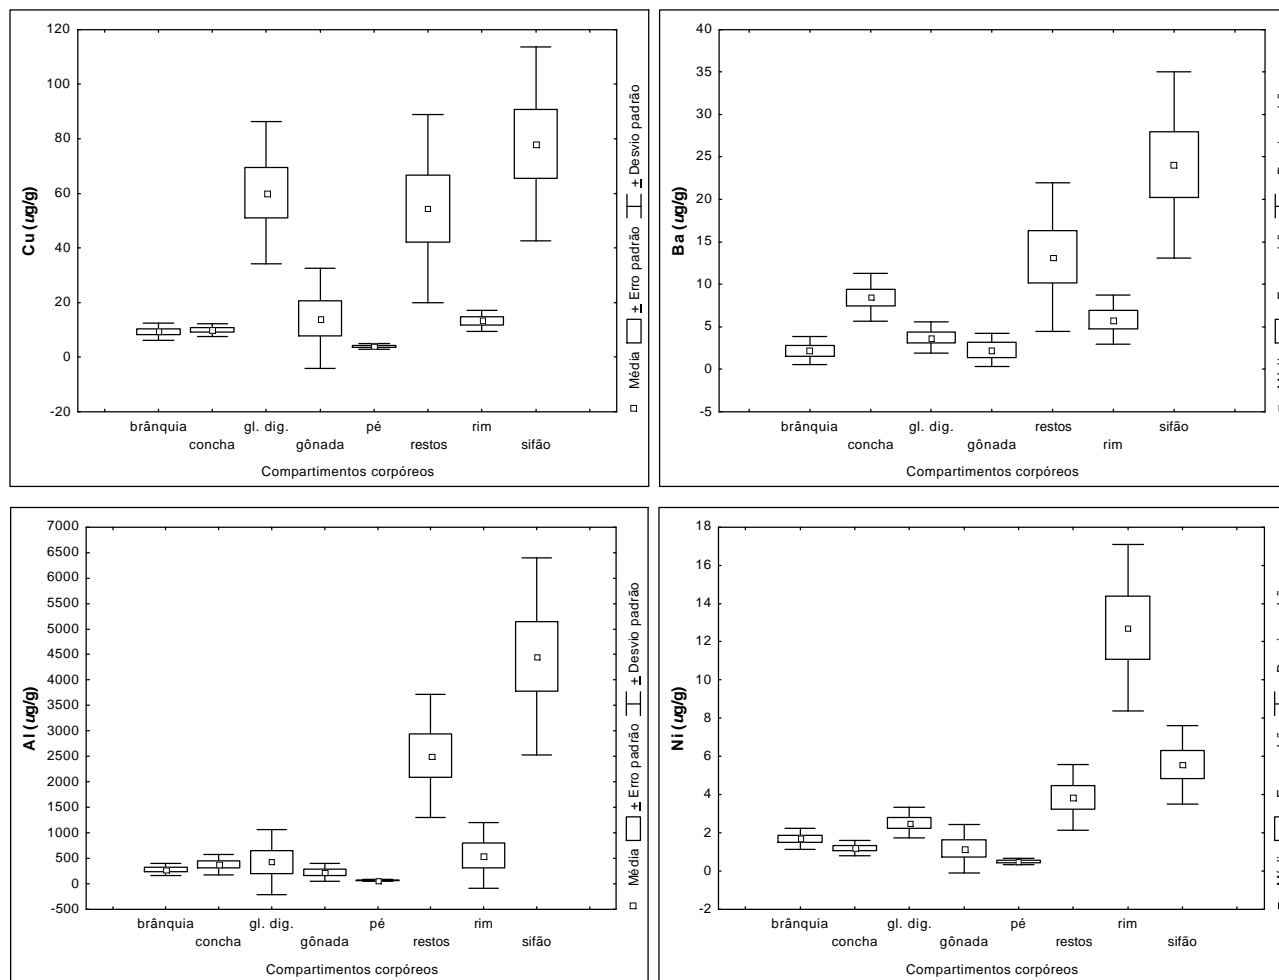 120
100
80
60
40
20
0
-20
Cu (ug/g)
brânquia
concha
gl. dig.
gônada
pé
restos
rim
sifão
Compartimentos corpóreos
Média ± Erro padrão ± Desvio padrão
40
35
30
25
20
15
10
5
0
-5
Ba (ug/g)
brânquia
concha
gl. dig.
gônada
restos
rim
sifão
Compartimentos corpóreos
7000
6500
6000
5500
5000
4500
4000
3500
3000
2500
2000
1500
1000
500
0
-500
Al (ug/g)
brânquia
concha
gl. dig.
gônada
pé
restos
rim
sifão
Compartimentos corpóreos
Média ± Erro padrão ± Desvio padrão
18
16
14
12
10
8
6
4
2
0
-2
Ni (ug/g)
brânquia
concha
gl. dig.
gônada
pé
restos
rim
sifão
Compartimentos corpóreos